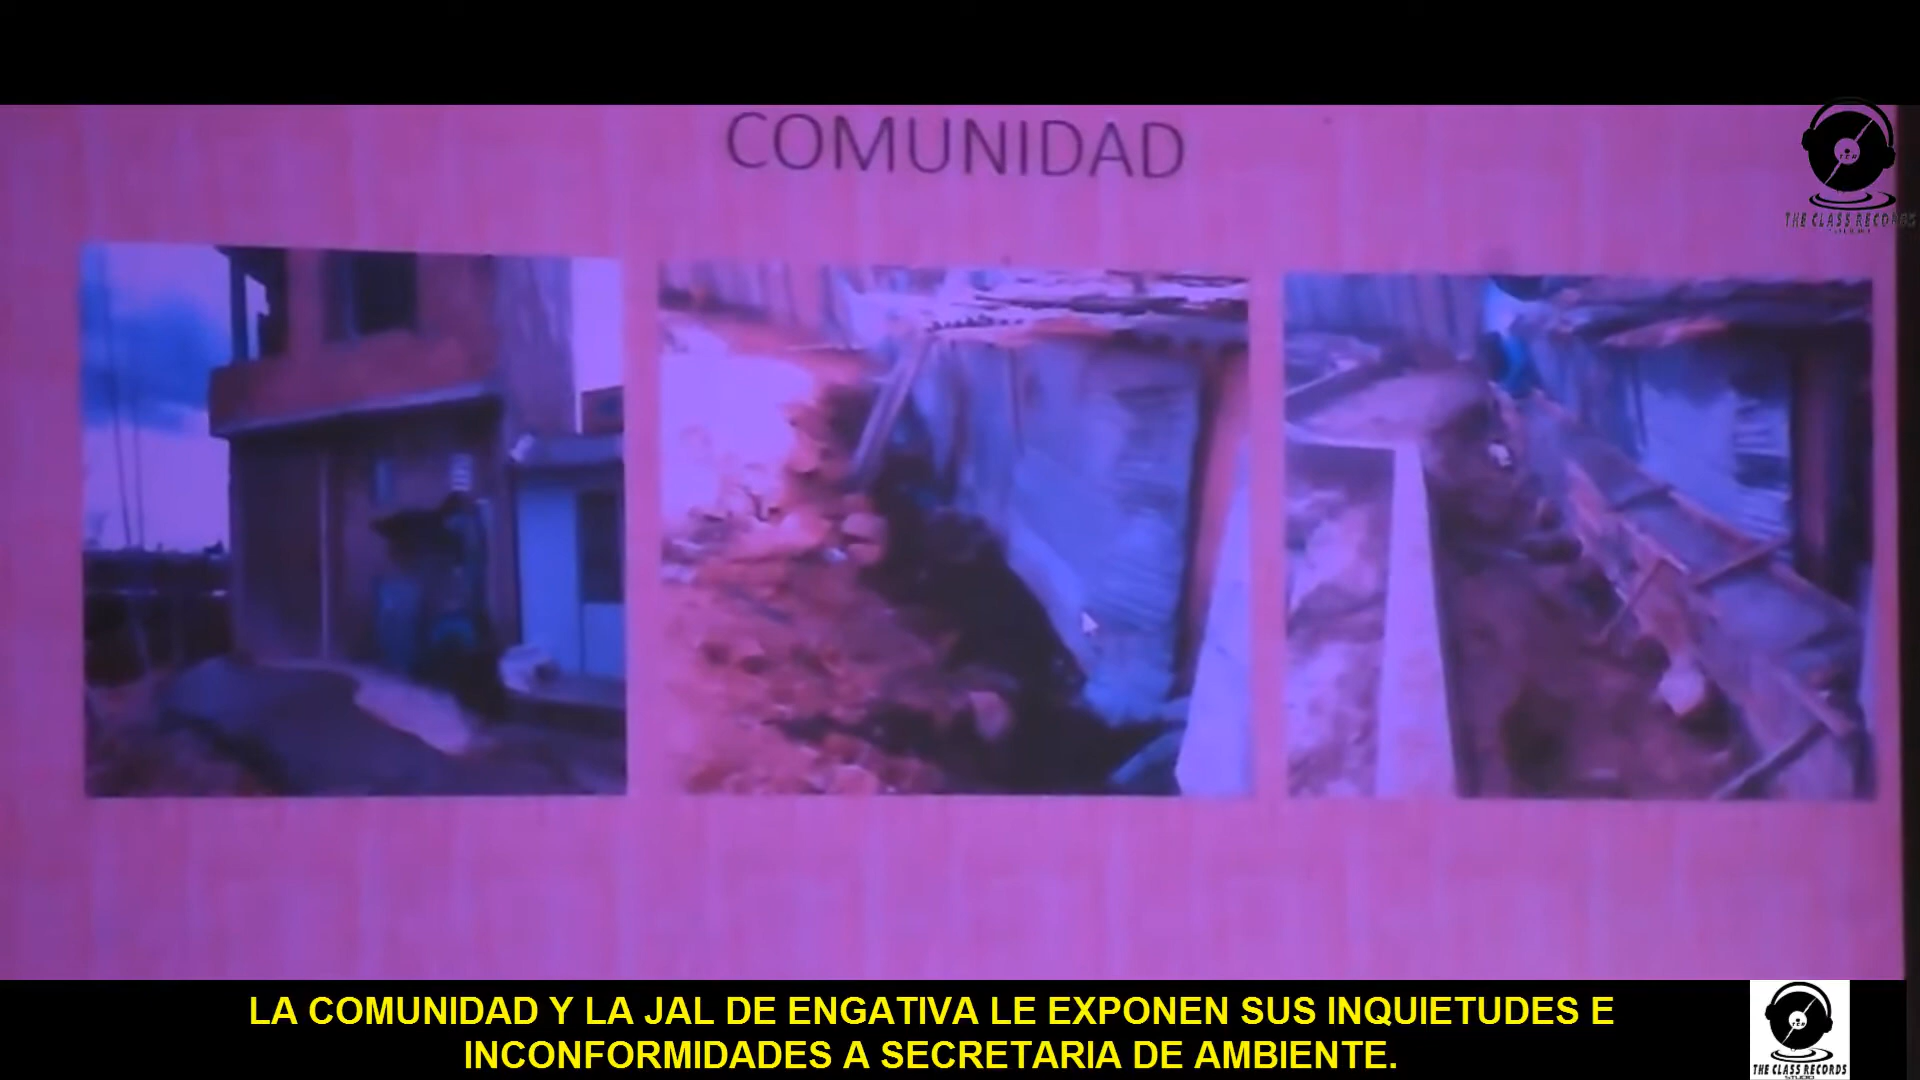 COMUNIDAD
THE CLASS RECORDS
LA COMUNIDAD Y LA JAL DE ENGATIVA LE EXPONEN SUS INQUIETUDES E
INCONFORMIDADES A SECRETARIA DE AMBIENTE.
THE CLASS RECORDS
STUDIO